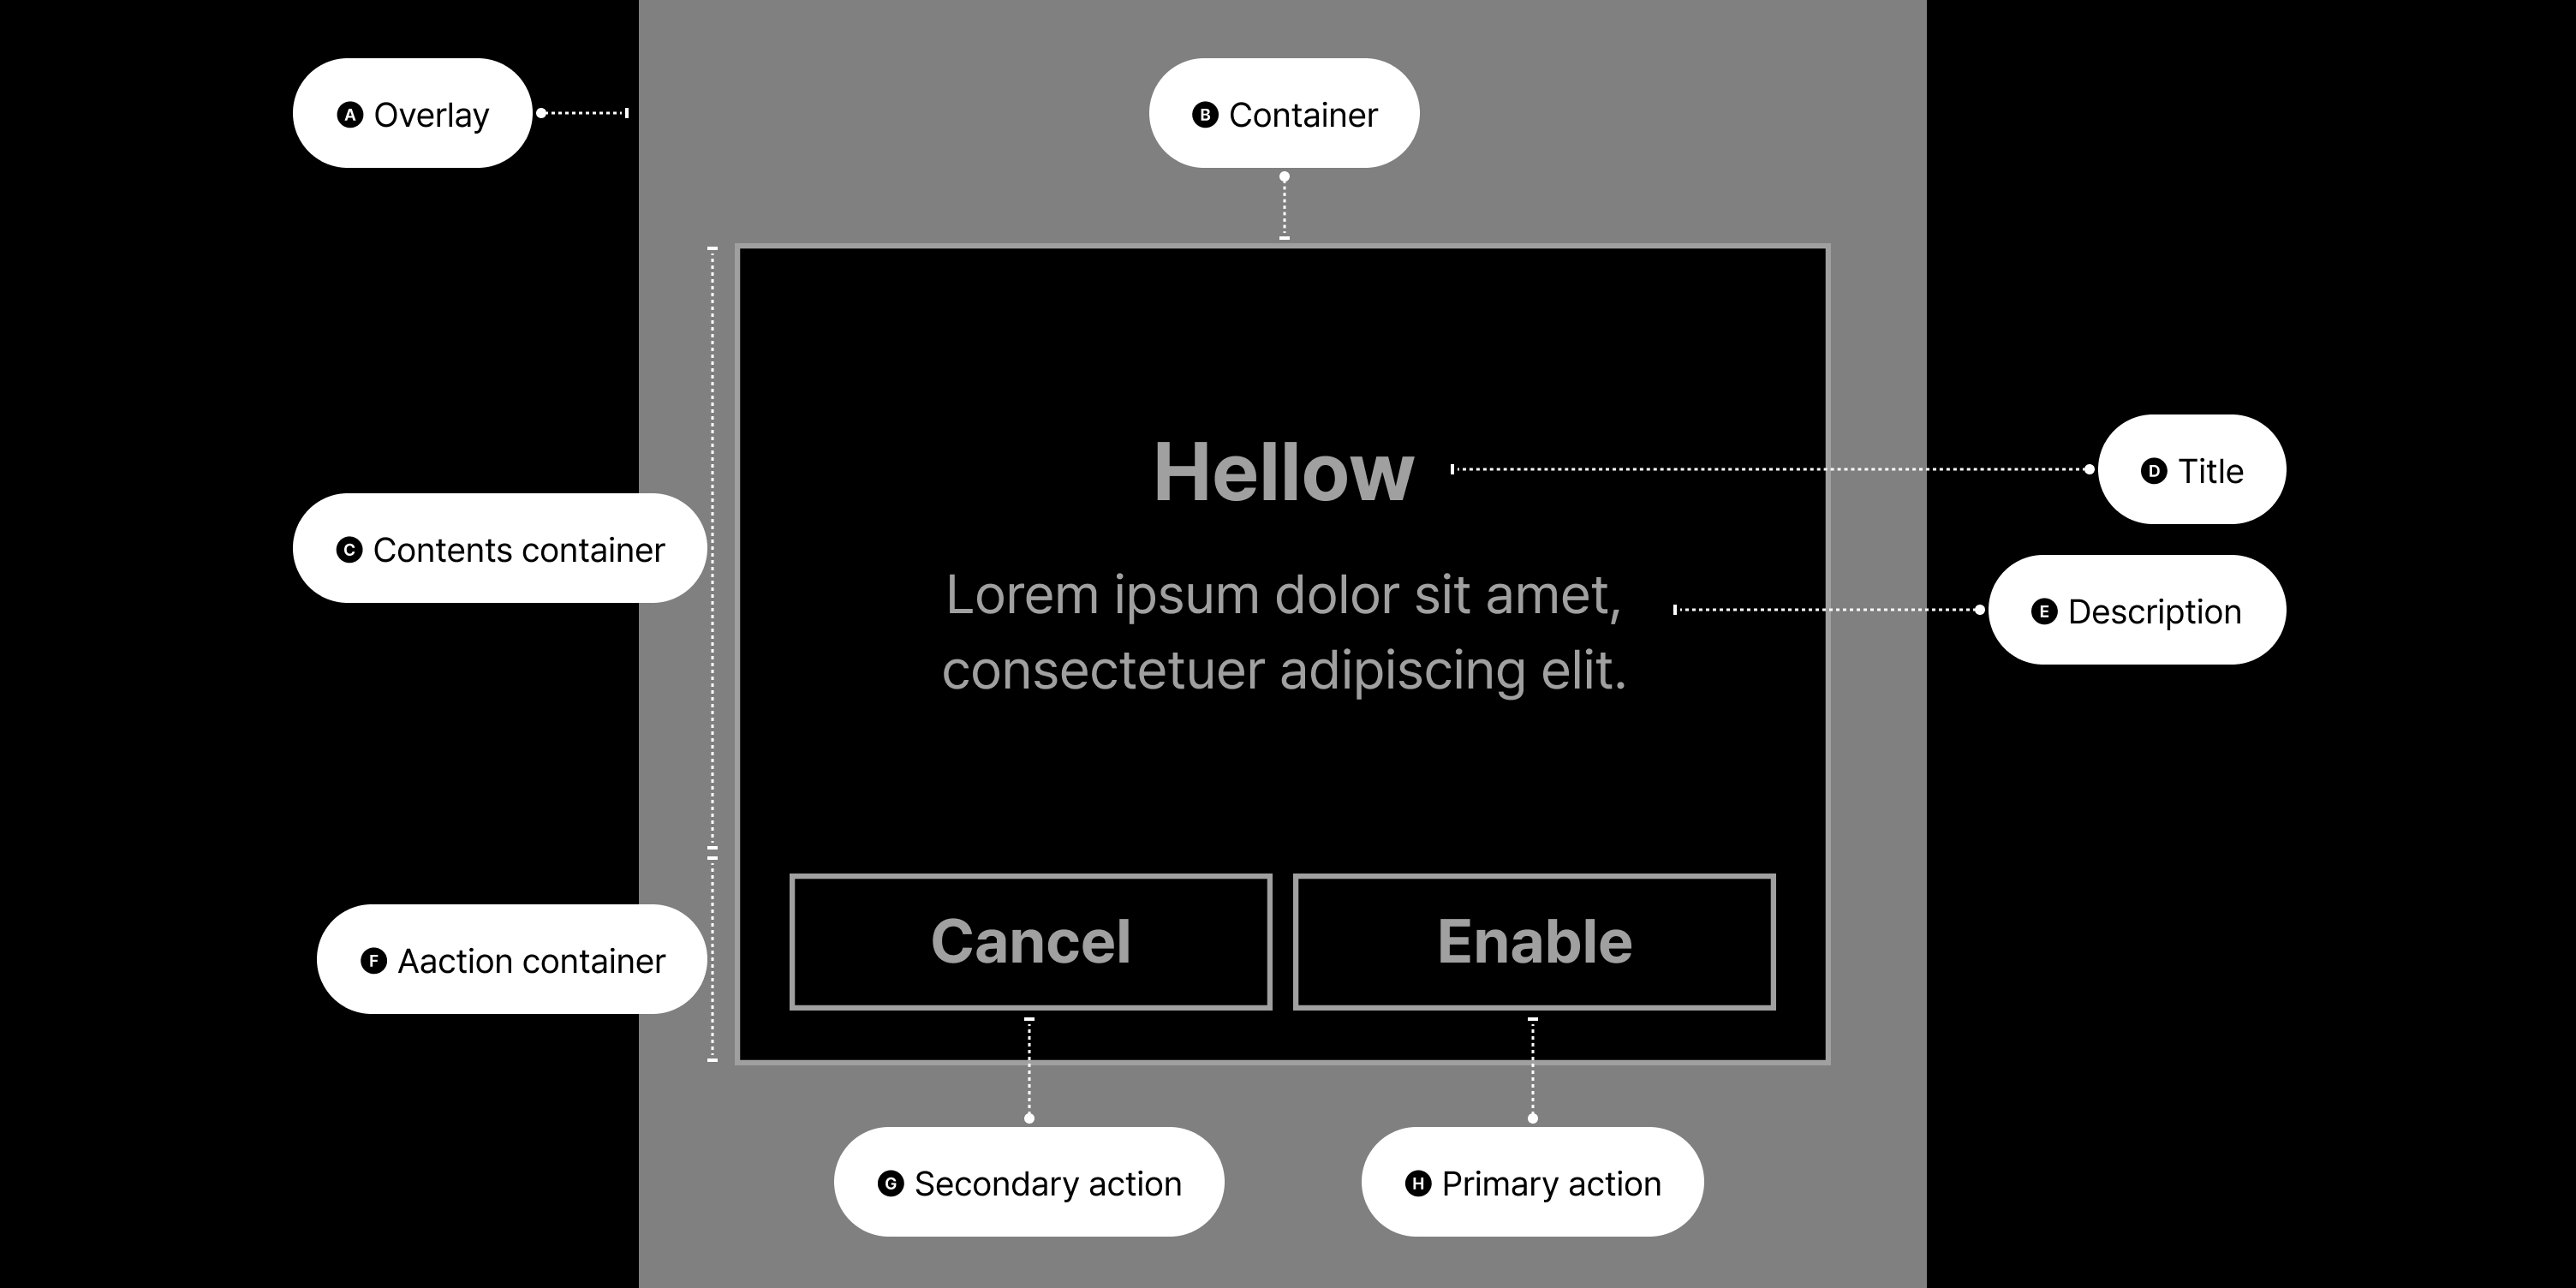 A Overlay
B Container
Hellow
D Title
C Contents container
Lorem ipsum dolor sit amet,
consectetuer adipiscing elit.
E Description
Cancel
Enable
F Aaction container
G Secondary action
H Primary action